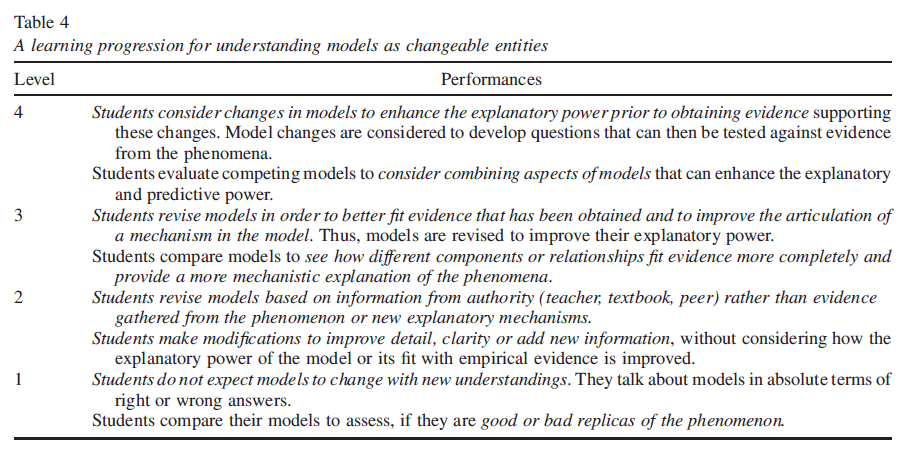 Table 4
A learning progression for understanding models as changeable entities
Level Performances
4 Students consider changes in models to enhance the explanatory power prior to obtaining evidence supporting
these changes. Model changes are considered to develop questions that can then be tested against evidence
from the phenomena.
Students evaluate competing models to consider combining aspects of models that can enhance the explanatory
and predictive power.
3 Students revise models in order to better fit evidence that has been obtained and to improve the articulation of
a mechanism in the model. Thus, models are revised to improve their explanatory power.
Students compare models to see how different components or relationships fit evidence more completely and
provide a more mechanistic explanation of the phenomena.
2 Students revise models based on information from authority (teacher, textbook, peer) rather than evidence
gathered from the phenomenon or new explanatory mechanisms.
Students make modifications to improve detail, clarity or add new information, without considering how the
explanatory power of the model or its fit with empirical evidence is improved.
1 Students do not expect models to change with new understandings. They talk about models in absolute terms of
right or wrong answers.
Students compare their models to assess, if they are good or bad replicas of the phenomenon.